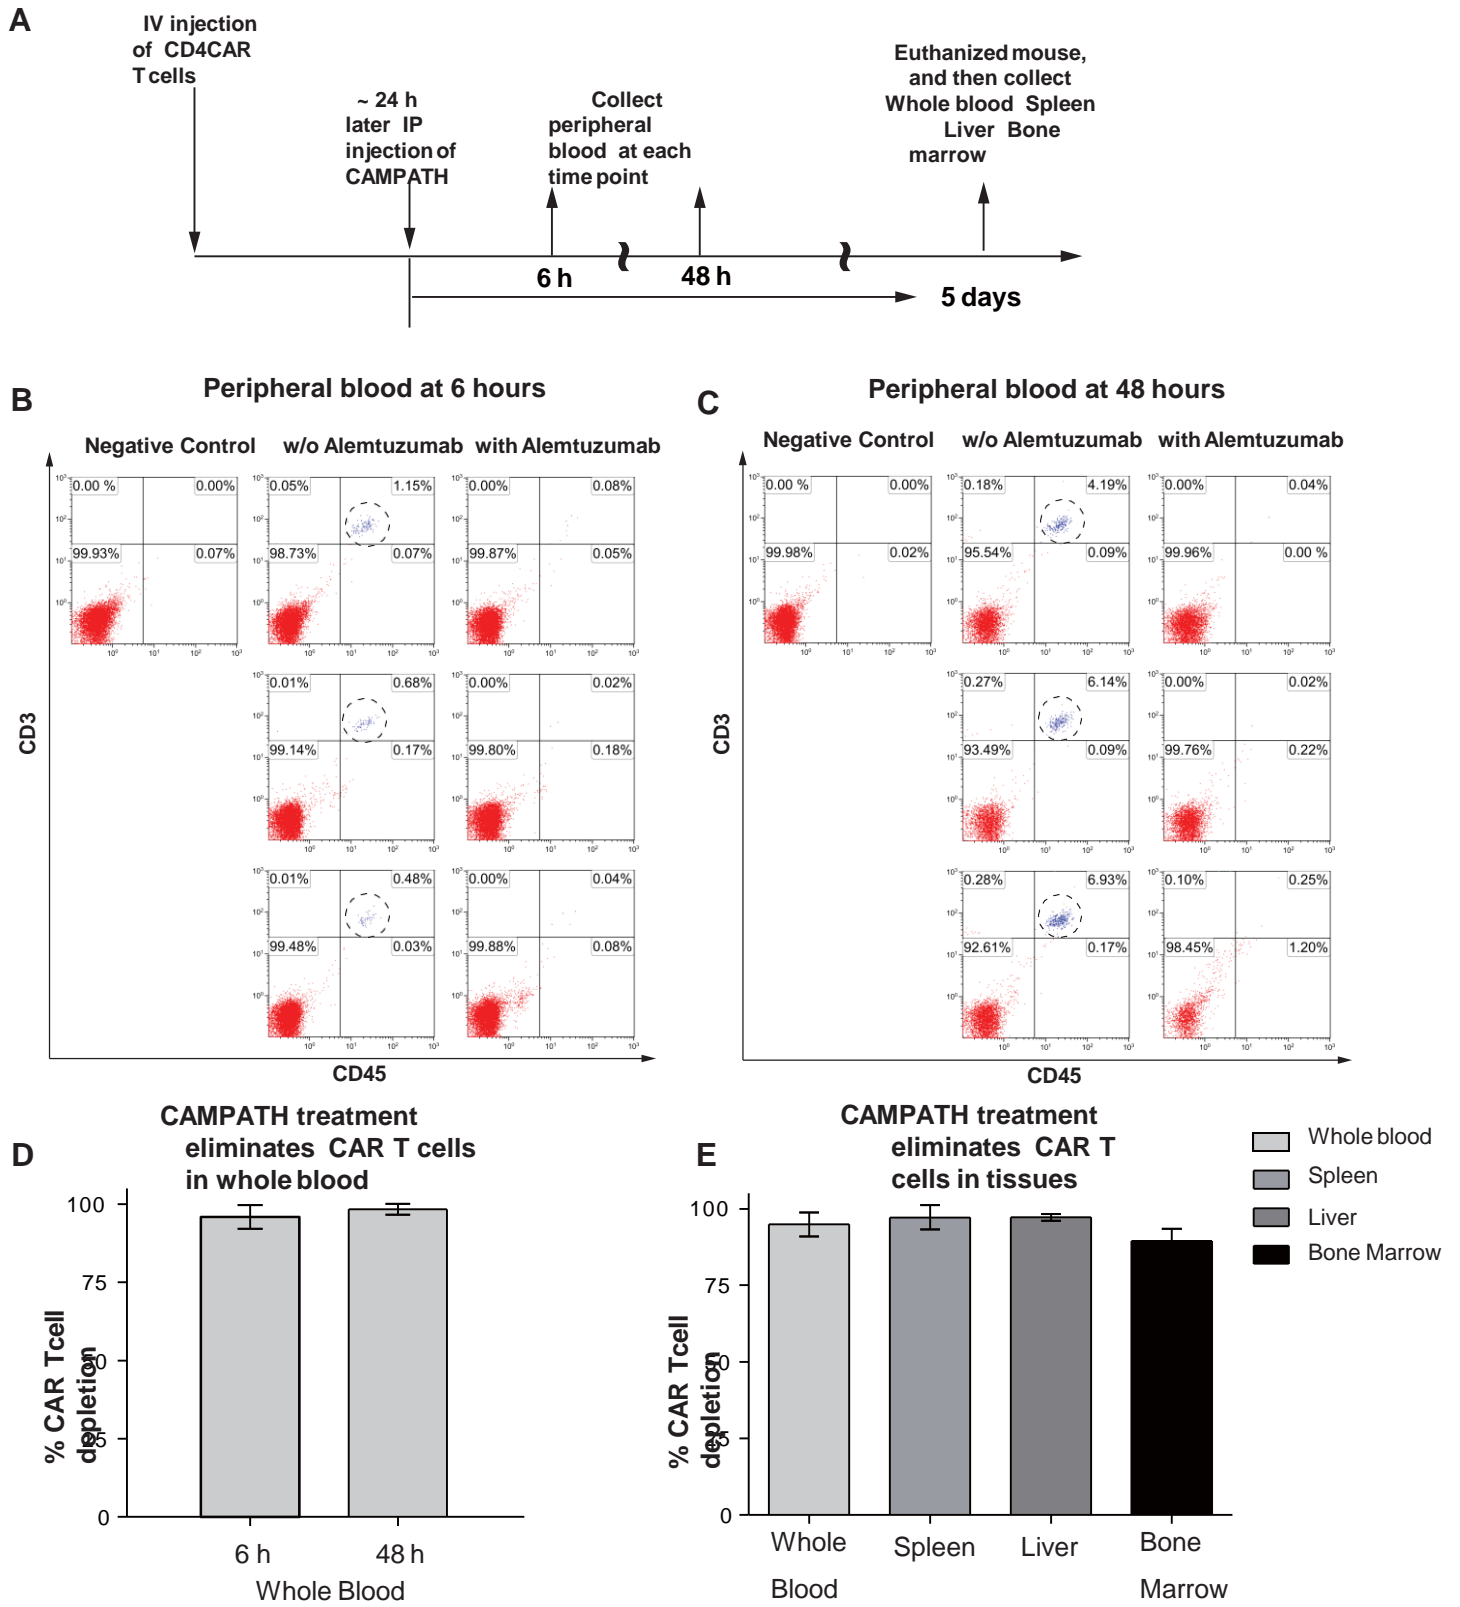 A
IV injection
of CD4CAR
T cells
~ 24 h
later IP
injection of
CAMPATH
Collect
peripheral
blood at each
time point
Euthanized mouse,
and then collect
Whole blood Spleen
Liver Bone
marrow
6 h
48 h
5 days
B
Peripheral blood at 6 hours
Negative Control
w/o Alemtuzumab
with Alemtuzumab
0.00 %
0.00%
99.93%
0.07%
0.05%
1.15%
98.73%
0.07%
0.00%
0.08%
99.87%
0.05%
0.01%
0.68%
99.14%
0.17%
0.00%
0.02%
99.80%
0.18%
0.01%
0.48%
99.48%
0.03%
0.00%
0.04%
99.88%
0.08%
CD3
CD45
C
Peripheral blood at 48 hours
Negative Control
w/o Alemtuzumab
with Alemtuzumab
0.00 %
0.00%
99.98%
0.02%
0.18%
4.19%
95.54%
0.09%
0.00%
0.04%
99.96%
0.00 %
0.27%
6.14%
93.49%
0.09%
0.00%
0.02%
99.76%
0.22%
0.28%
6.93%
92.61%
0.17%
0.10%
0.25%
98.45%
1.20%
CD3
CD45
D
CAMPATH treatment
eliminates CAR T cells
in whole blood
% CAR Tcell
depletion
100
75
50
25
0
6 h
48 h
Whole Blood
E
CAMPATH treatment
eliminates CAR T
cells in tissues
% CAR Tcell
depletion
100
75
50
25
0
Whole
Blood
Spleen
Liver
Bone
Marrow
Whole blood
Spleen
Liver
Bone Marrow